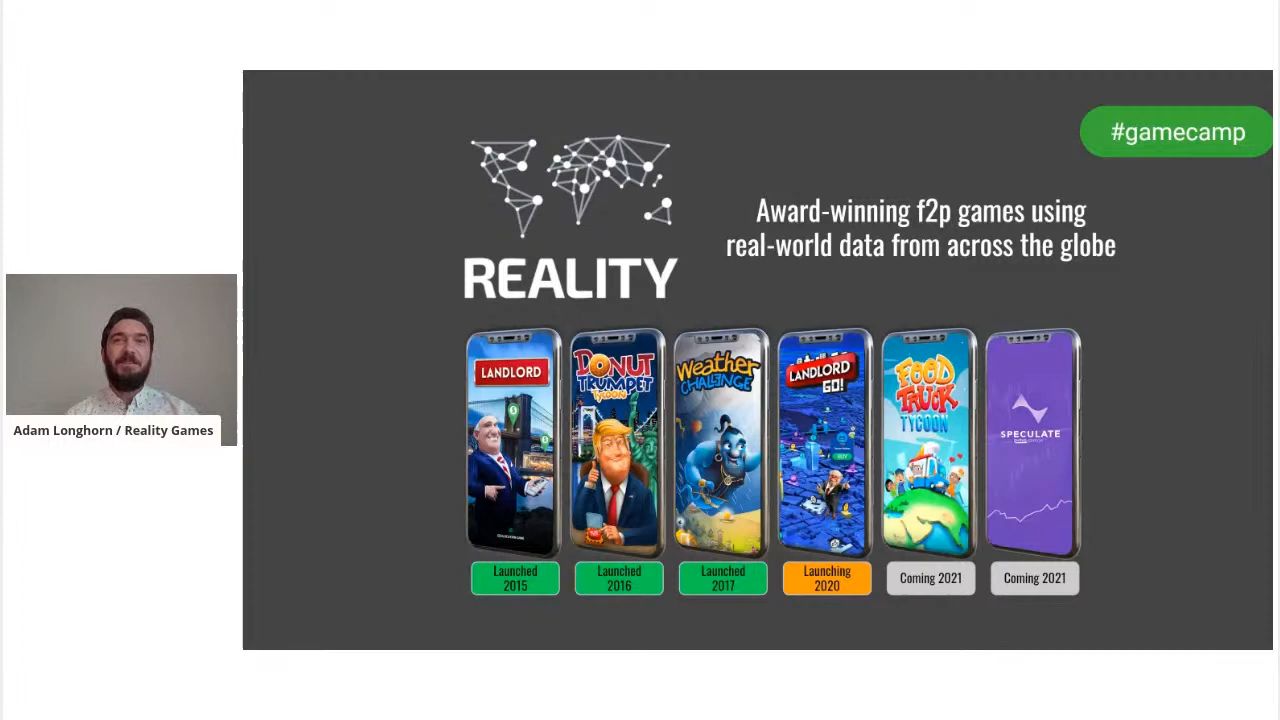 #gamecamp
Award-winning f2p games using
real-world data from across the globe
REALITY
LANDLORD
DONUT
TRUMPET
TYCOON
Weather
CHALLENGE
LANDLORD
GO!
BUY
FOOD
TRUCK
TYCOON
SPECULATE
Launched
2015
Launched
2016
Launched
2017
Launching
2020
Coming 2021
Coming 2021
Adam Longhorn / Reality Games